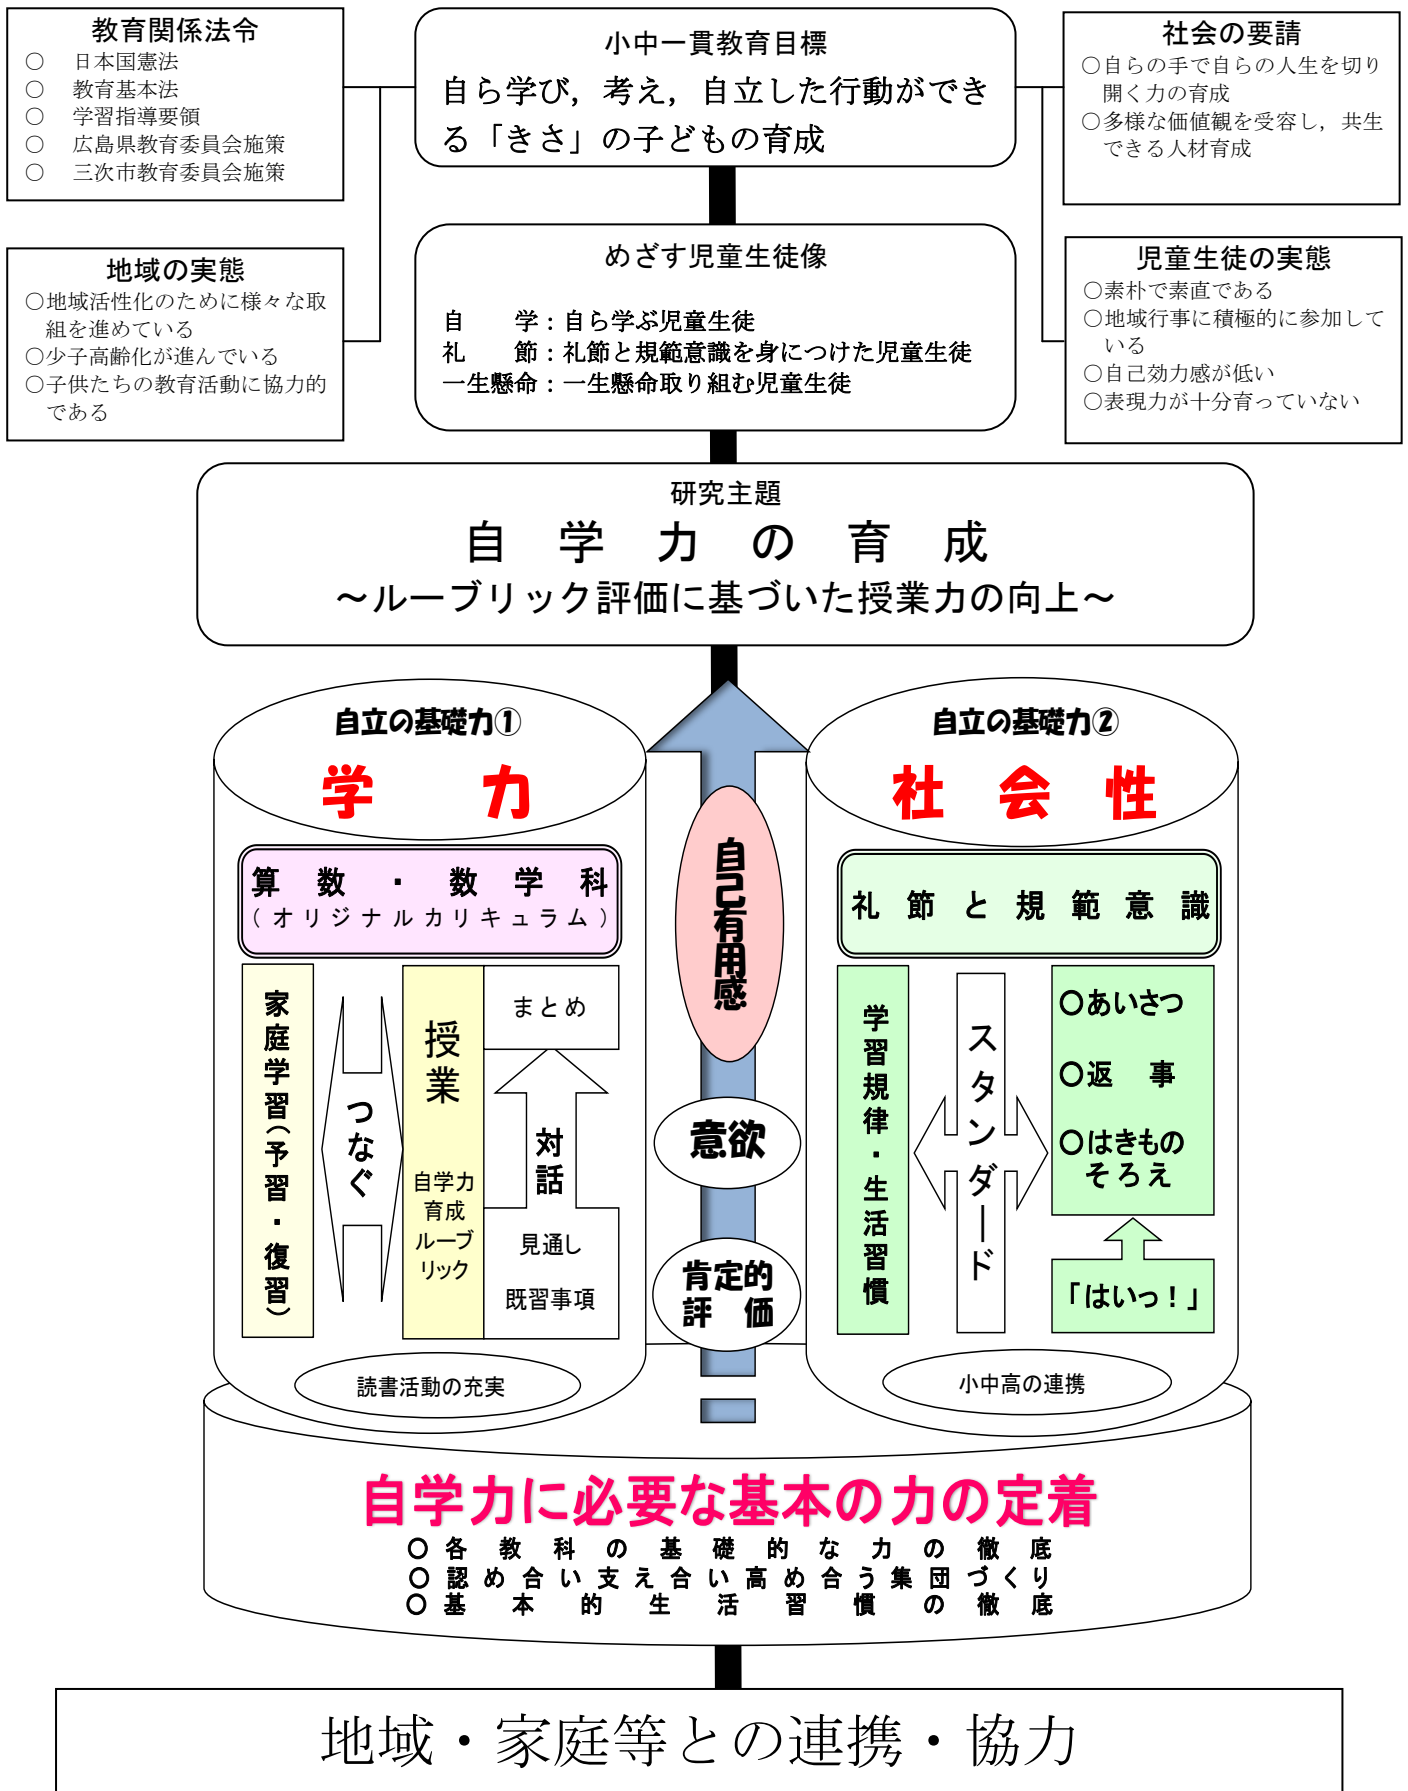 教育関係法令
○ 日本国憲法
○ 教育基本法
○ 学習指導要領
○ 広島県教育委員会施策
○ 三次市教育委員会施策
小中一貫教育目標
自ら学び，考え，自立した行動ができ
る「きさ」の子どもの育成
社会の要請
○自らの手で自らの人生を切り
開く力の育成
○多様な価値観を受容し，共生
できる人材育成
地域の実態
○地域活性化のために様々な取
組を進めている
○少子高齢化が進んでいる
○子供たちの教育活動に協力的
である
めざす児童生徒像
自　学：自ら学ぶ児童生徒
礼　節：礼節と規範意識を身につけた児童生徒
一生懸命：一生懸命取り組む児童生徒
児童生徒の実態
○素朴で素直である
○地域行事に積極的に参加して
いる
○自己効力感が低い
○表現力が十分育っていない
研究主題
自学力の育成
～ルーブリック評価に基づいた授業力の向上～
自立の基礎力①
学力
算数・数学科
（オリジナルカリキュラム）
家庭学習（予習・復習）
つなぐ
授業
自学力
育成
ルーブ
リック
まとめ
対話
見通し
既習事項
読書活動の充実
自己有用感
意欲
肯定的
評価
自立の基礎力②
社会性
礼節と規範意識
学習規律・生活習慣
スタンダード
○あいさつ
○返事
○はきもの
そろえ
「はいっ！」
小中高の連携
自学力に必要な基本の力の定着
○各教科の基礎的な力の徹底
○認め合い支え合い高め合う集団づくり
○基本的生活習慣の徹底
地域・家庭等との連携・協力